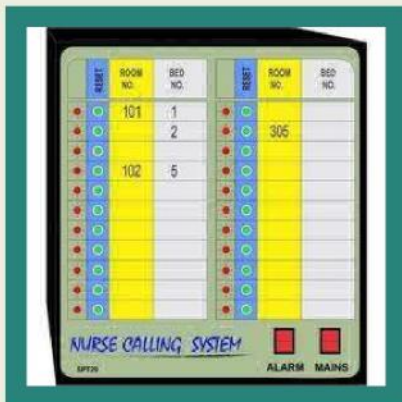 RESET ROOM NO. BED NO. RESET ROOM NO. BED NO.
101 1
2 305
102 5
NURSE CALLING SYSTEM
ALARM MAINS